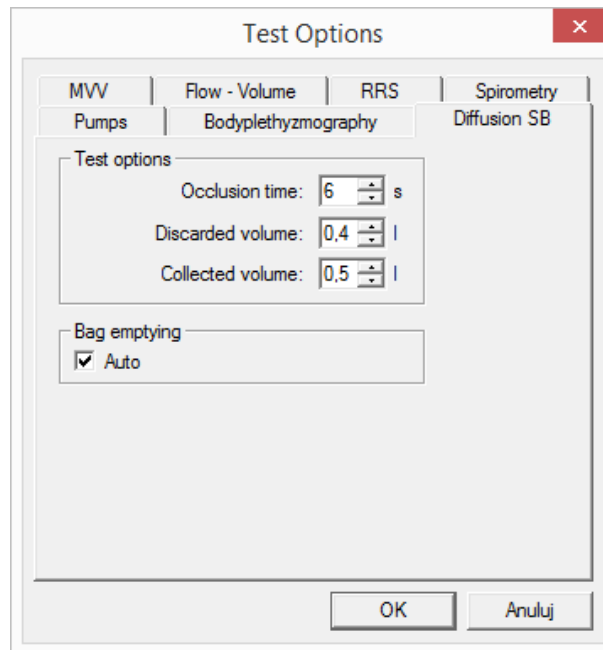 Test Options
MVV Flow - Volume RRS Spirometry
Pumps Bodyplethyzmography Diffusion SB
Test options
Occlusion time: 6 s
Discarded volume: 0,4 l
Collected volume: 0,5 l
Bag emptying
Auto
OK Anuluj